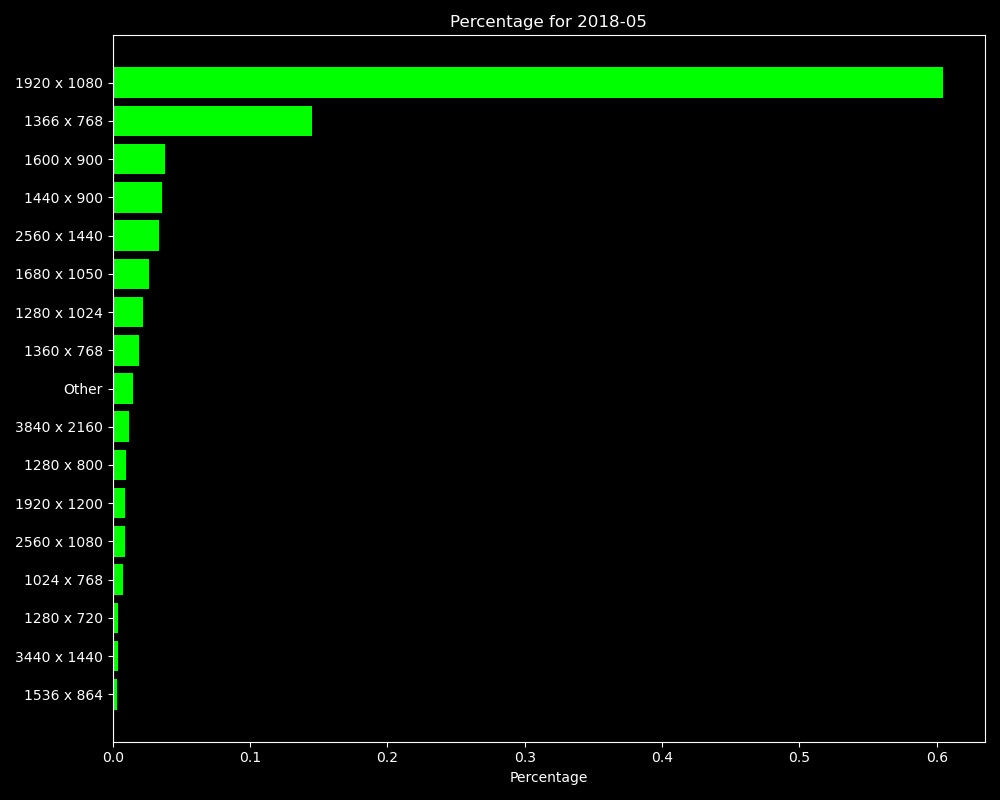 Percentage for 2018-05
1920 x 1080
1366 x 768
1600 x 900
1440 x 900
2560 x 1440
1680 x 1050
1280 x 1024
1360 x 768
Other
3840 x 2160
1280 x 800
1920 x 1200
2560 x 1080
1024 x 768
1280 x 720
3440 x 1440
1536 x 864
0.0 0.1 0.2 0.3 0.4 0.5 0.6
Percentage